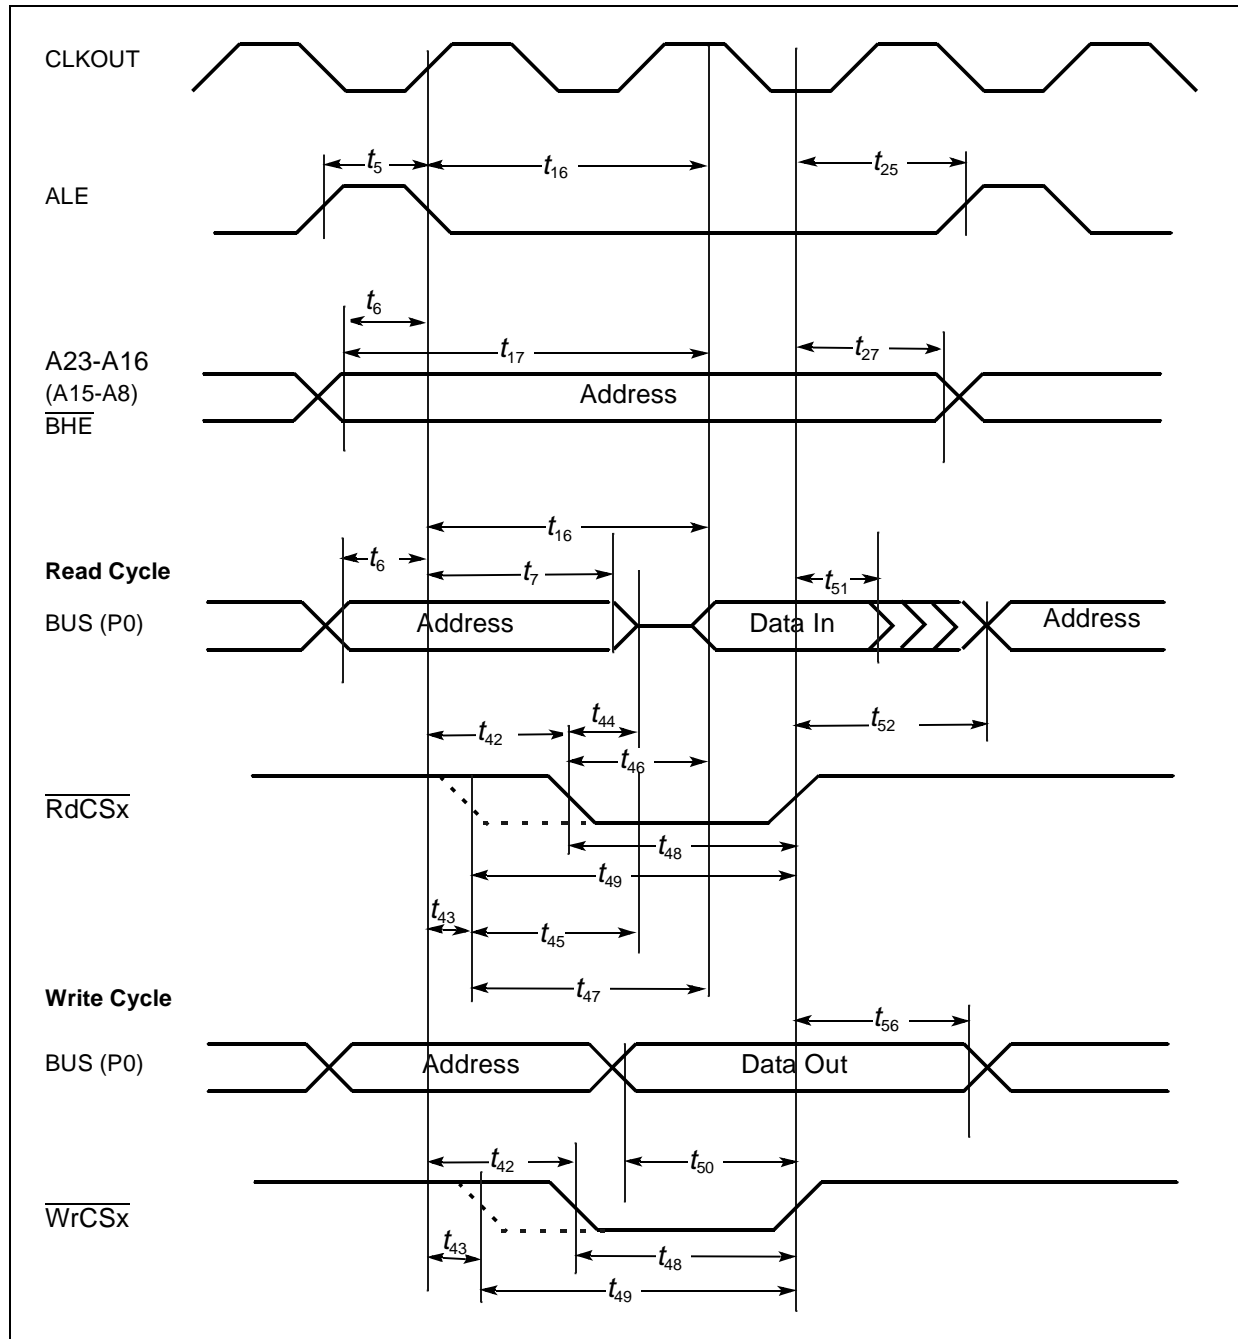 CLKOUT
t5 t16 t25
ALE
t6
A23-A16 t17 t27
(A15-A8) Address
BHE
t16
t6 t7 t51
Read Cycle
BUS (P0) Address Data In Address
t44
t42 t52
t46
RdCSx
t48
t49
t43
t45
t47
Write Cycle
t56
BUS (P0) Address Data Out
t42 t50
WrCSx
t43 t48
t49